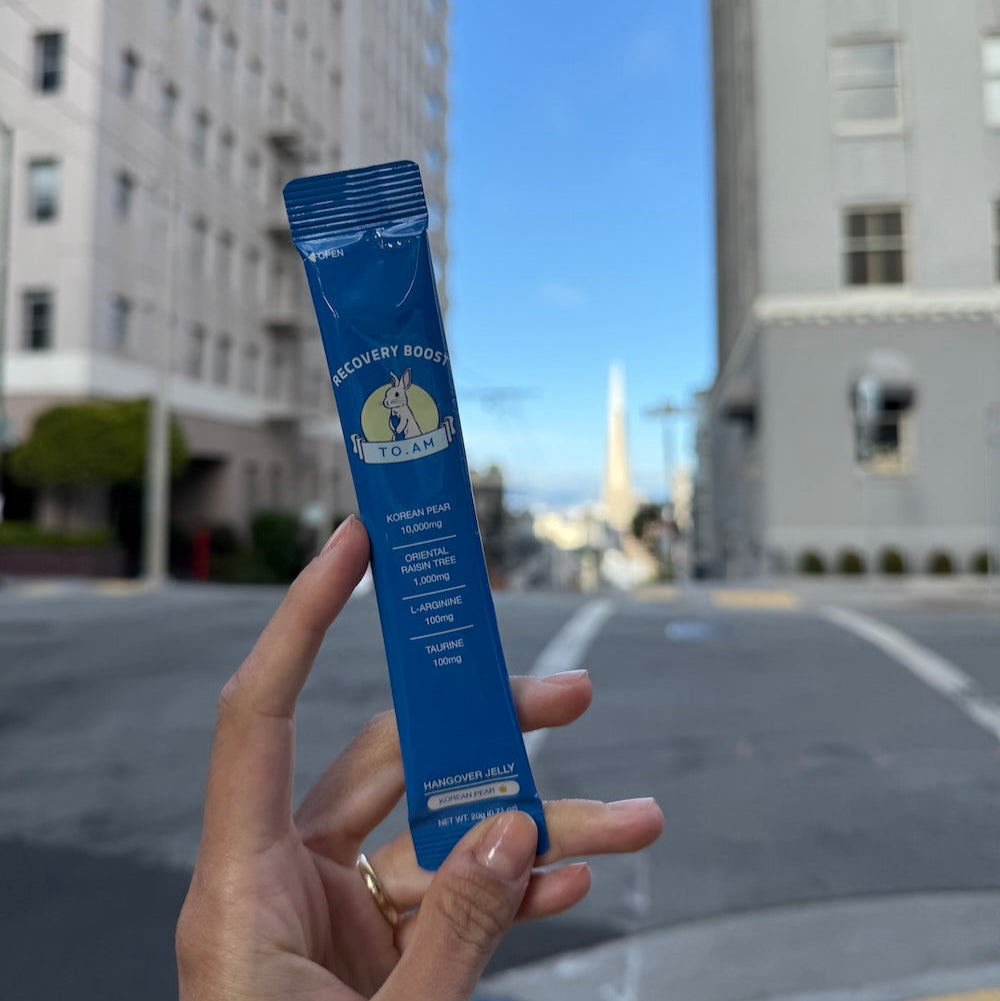 OPEN
RECOVERY BOOST
TO.AM
KOREAN PEAR
10,000mg
ORIENTAL
RAISIN TREE
1,000mg
L-ARGININE
100mg
TAURINE
100mg
HANGOVER JELLY
KOREAN PEAR
NET WT. 20g (0.71 oz)